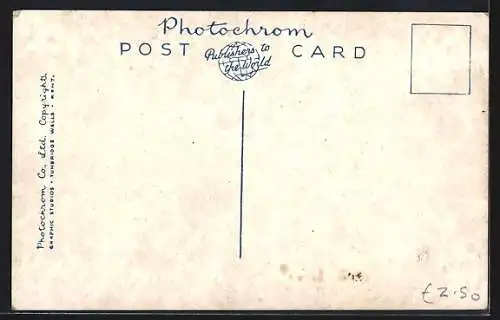 Photochrom
POST CARD
Publishers to
the World
Photochrom Co. Ltd. Copyright.
GRAPHIC STUDIOS · TUNBRIDGE WELLS · KENT.
£2.50